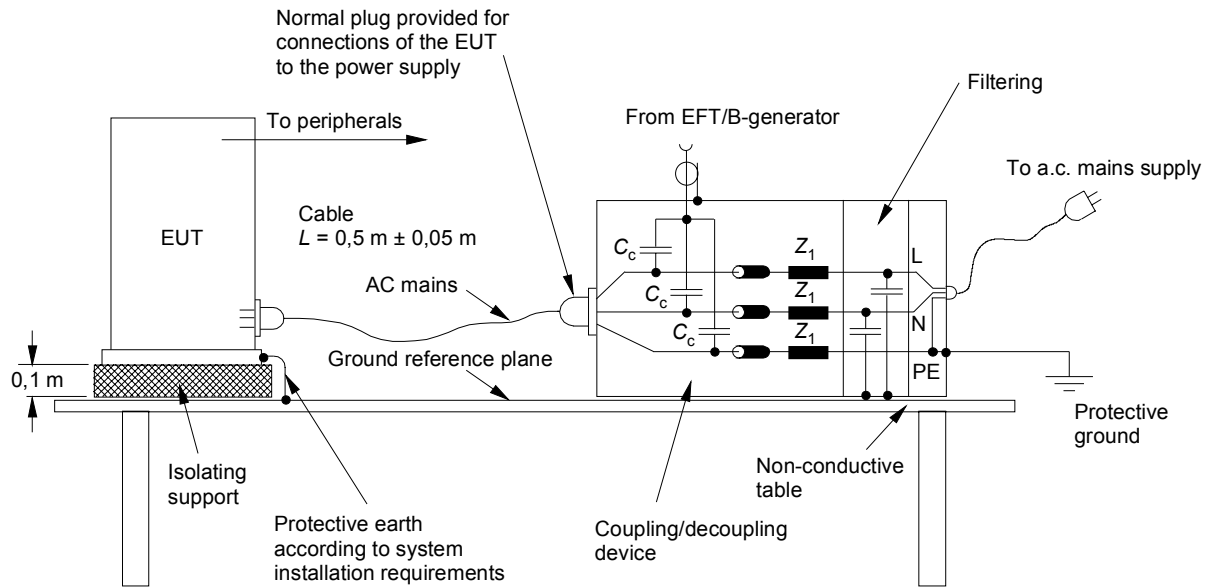 Normal plug provided for
connections of the EUT
to the power supply
Filtering
From EFT/B-generator
To peripherals
To a.c. mains supply
Cable
L = 0,5 m ± 0,05 m
EUT
AC mains
Cc
Cc
Cc
Z1
Z1
Z1
L
N
PE
Ground reference plane
0,1 m
Protective
ground
Isolating
support
Non-conductive
table
Protective earth
according to system
installation requirements
Coupling/decoupling
device